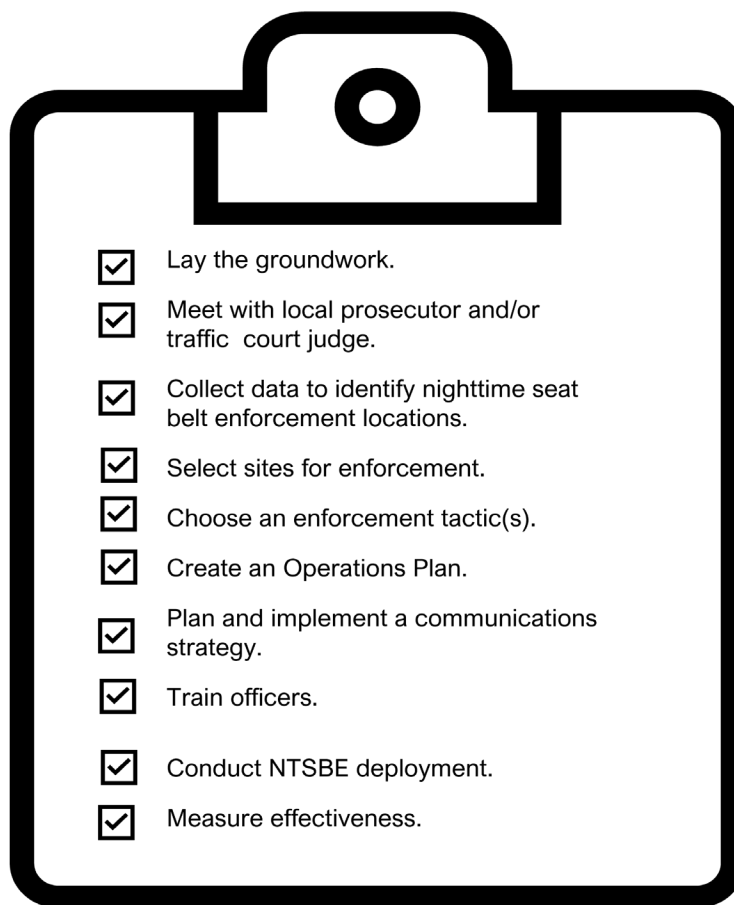 Lay the groundwork.
Meet with local prosecutor and/or
traffic  court judge.
Collect data to identify nighttime seat
belt enforcement locations.
Select sites for enforcement.
Choose an enforcement tactic(s).
Create an Operations Plan.
Plan and implement a communications
strategy.
Train officers.
Conduct NTSBE deployment.
Measure effectiveness.